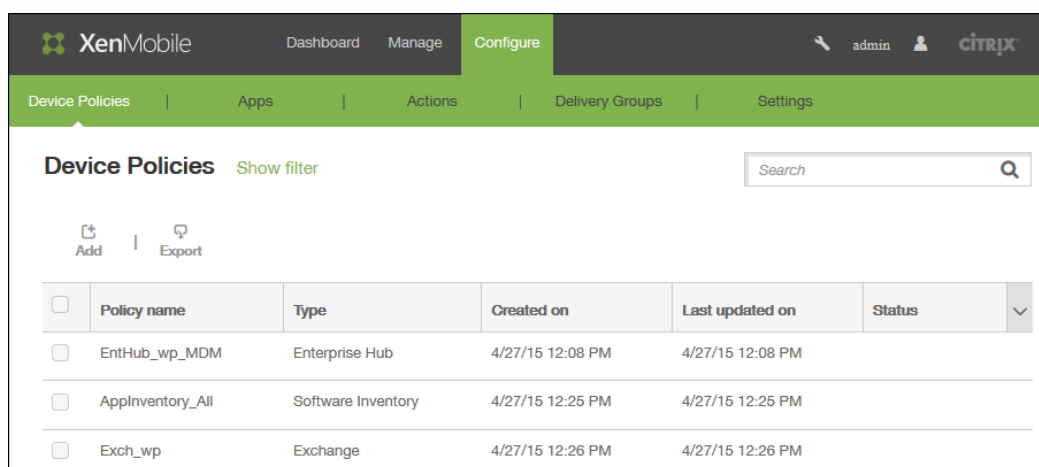 XenMobile Dashboard Manage Configure admin CİTRIX
Device Policies | Apps | Actions | Delivery Groups | Settings
Device Policies Show filter Search
Add | Export
Policy name Type Created on Last updated on Status
EntHub_wp_MDM Enterprise Hub 4/27/15 12:08 PM 4/27/15 12:08 PM
AppInventory_All Software Inventory 4/27/15 12:25 PM 4/27/15 12:25 PM
Exch_wp Exchange 4/27/15 12:26 PM 4/27/15 12:26 PM